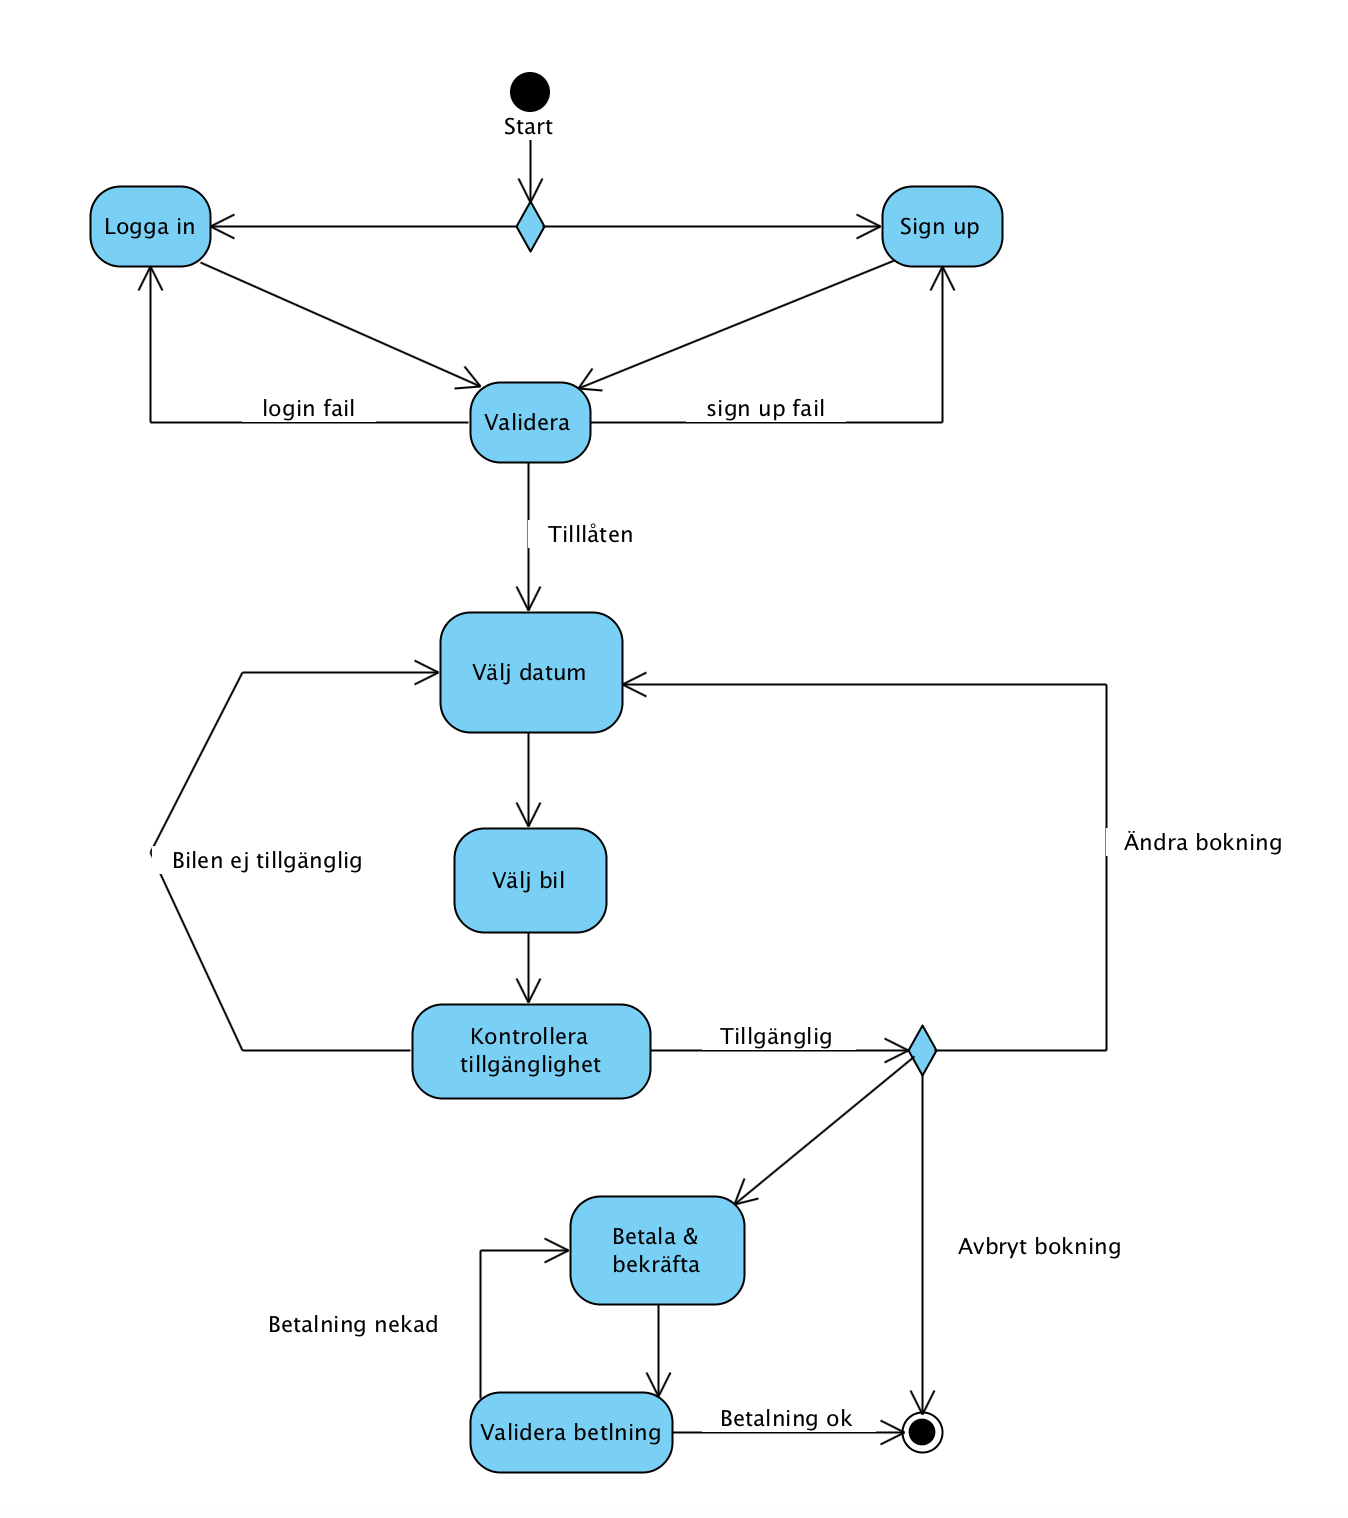 Start
Logga in
Sign up
login fail
sign up fail
Validera
Tilllåten
Välj datum
Ändra bokning
Bilen ej tillgänglig
Välj bil
Kontrollera
tillgänglighet
Tillgänglig
Betala &
bekräfta
Avbryt bokning
Betalning nekad
Validera betlning
Betalning ok